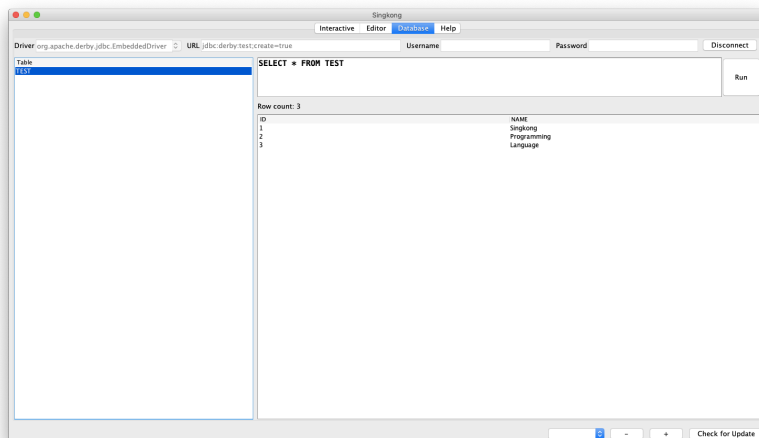 Singkong
Interactive Editor Database Help
Driver org.apache.derby.jdbc.EmbeddedDriver URL jdbc:derby:test;create=true Username Password Disconnect
Table
TEST
SELECT * FROM TEST
Run
Row count: 3
ID NAME
1 Singkong
2 Programming
3 Language
- + Check for Update